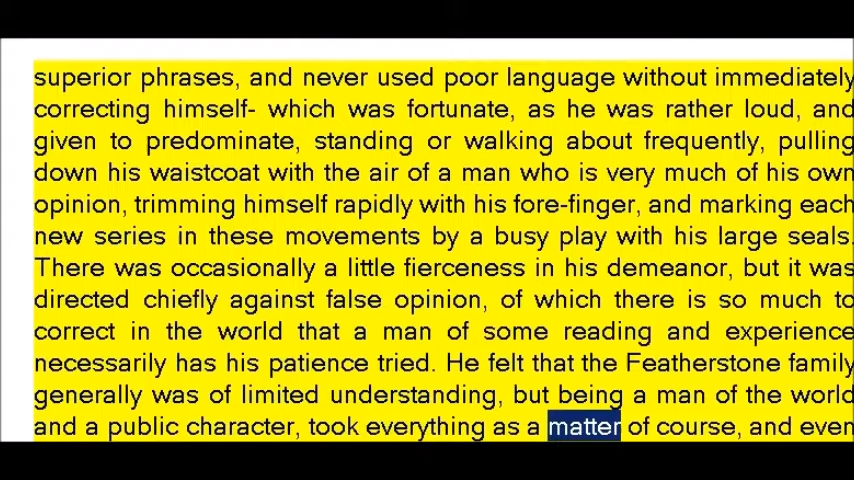 superior phrases, and never used poor language without immediately
correcting himself- which was fortunate, as he was rather loud, and
given to predominate, standing or walking about frequently, pulling
down his waistcoat with the air of a man who is very much of his own
opinion, trimming himself rapidly with his fore-finger, and marking each
new series in these movements by a busy play with his large seals.
There was occasionally a little fierceness in his demeanor, but it was
directed chiefly against false opinion, of which there is so much to
correct in the world that a man of some reading and experience
necessarily has his patience tried. He felt that the Featherstone family
generally was of limited understanding, but being a man of the world
and a public character, took everything as a matter of course, and even